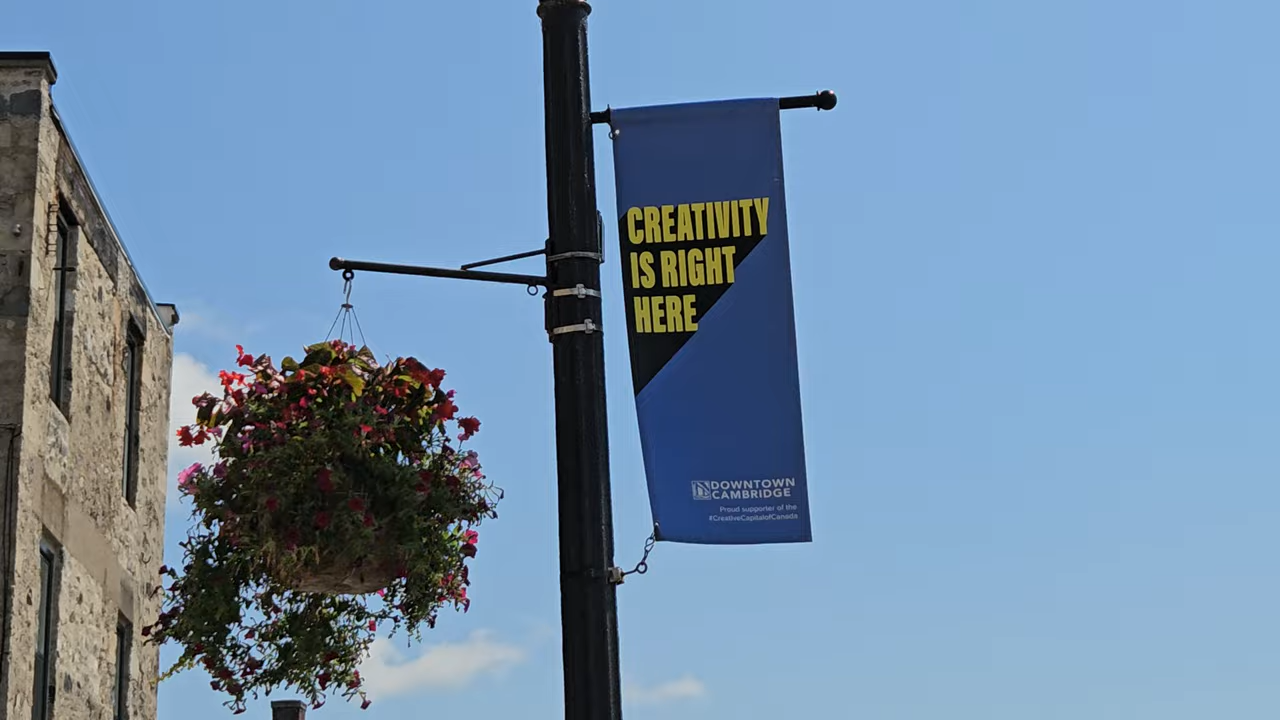 CREATIVITY
IS RIGHT
HERE
DOWNTOWN
CAMBRIDGE
Proud supporter of the
#CreativeCapitalofCanada